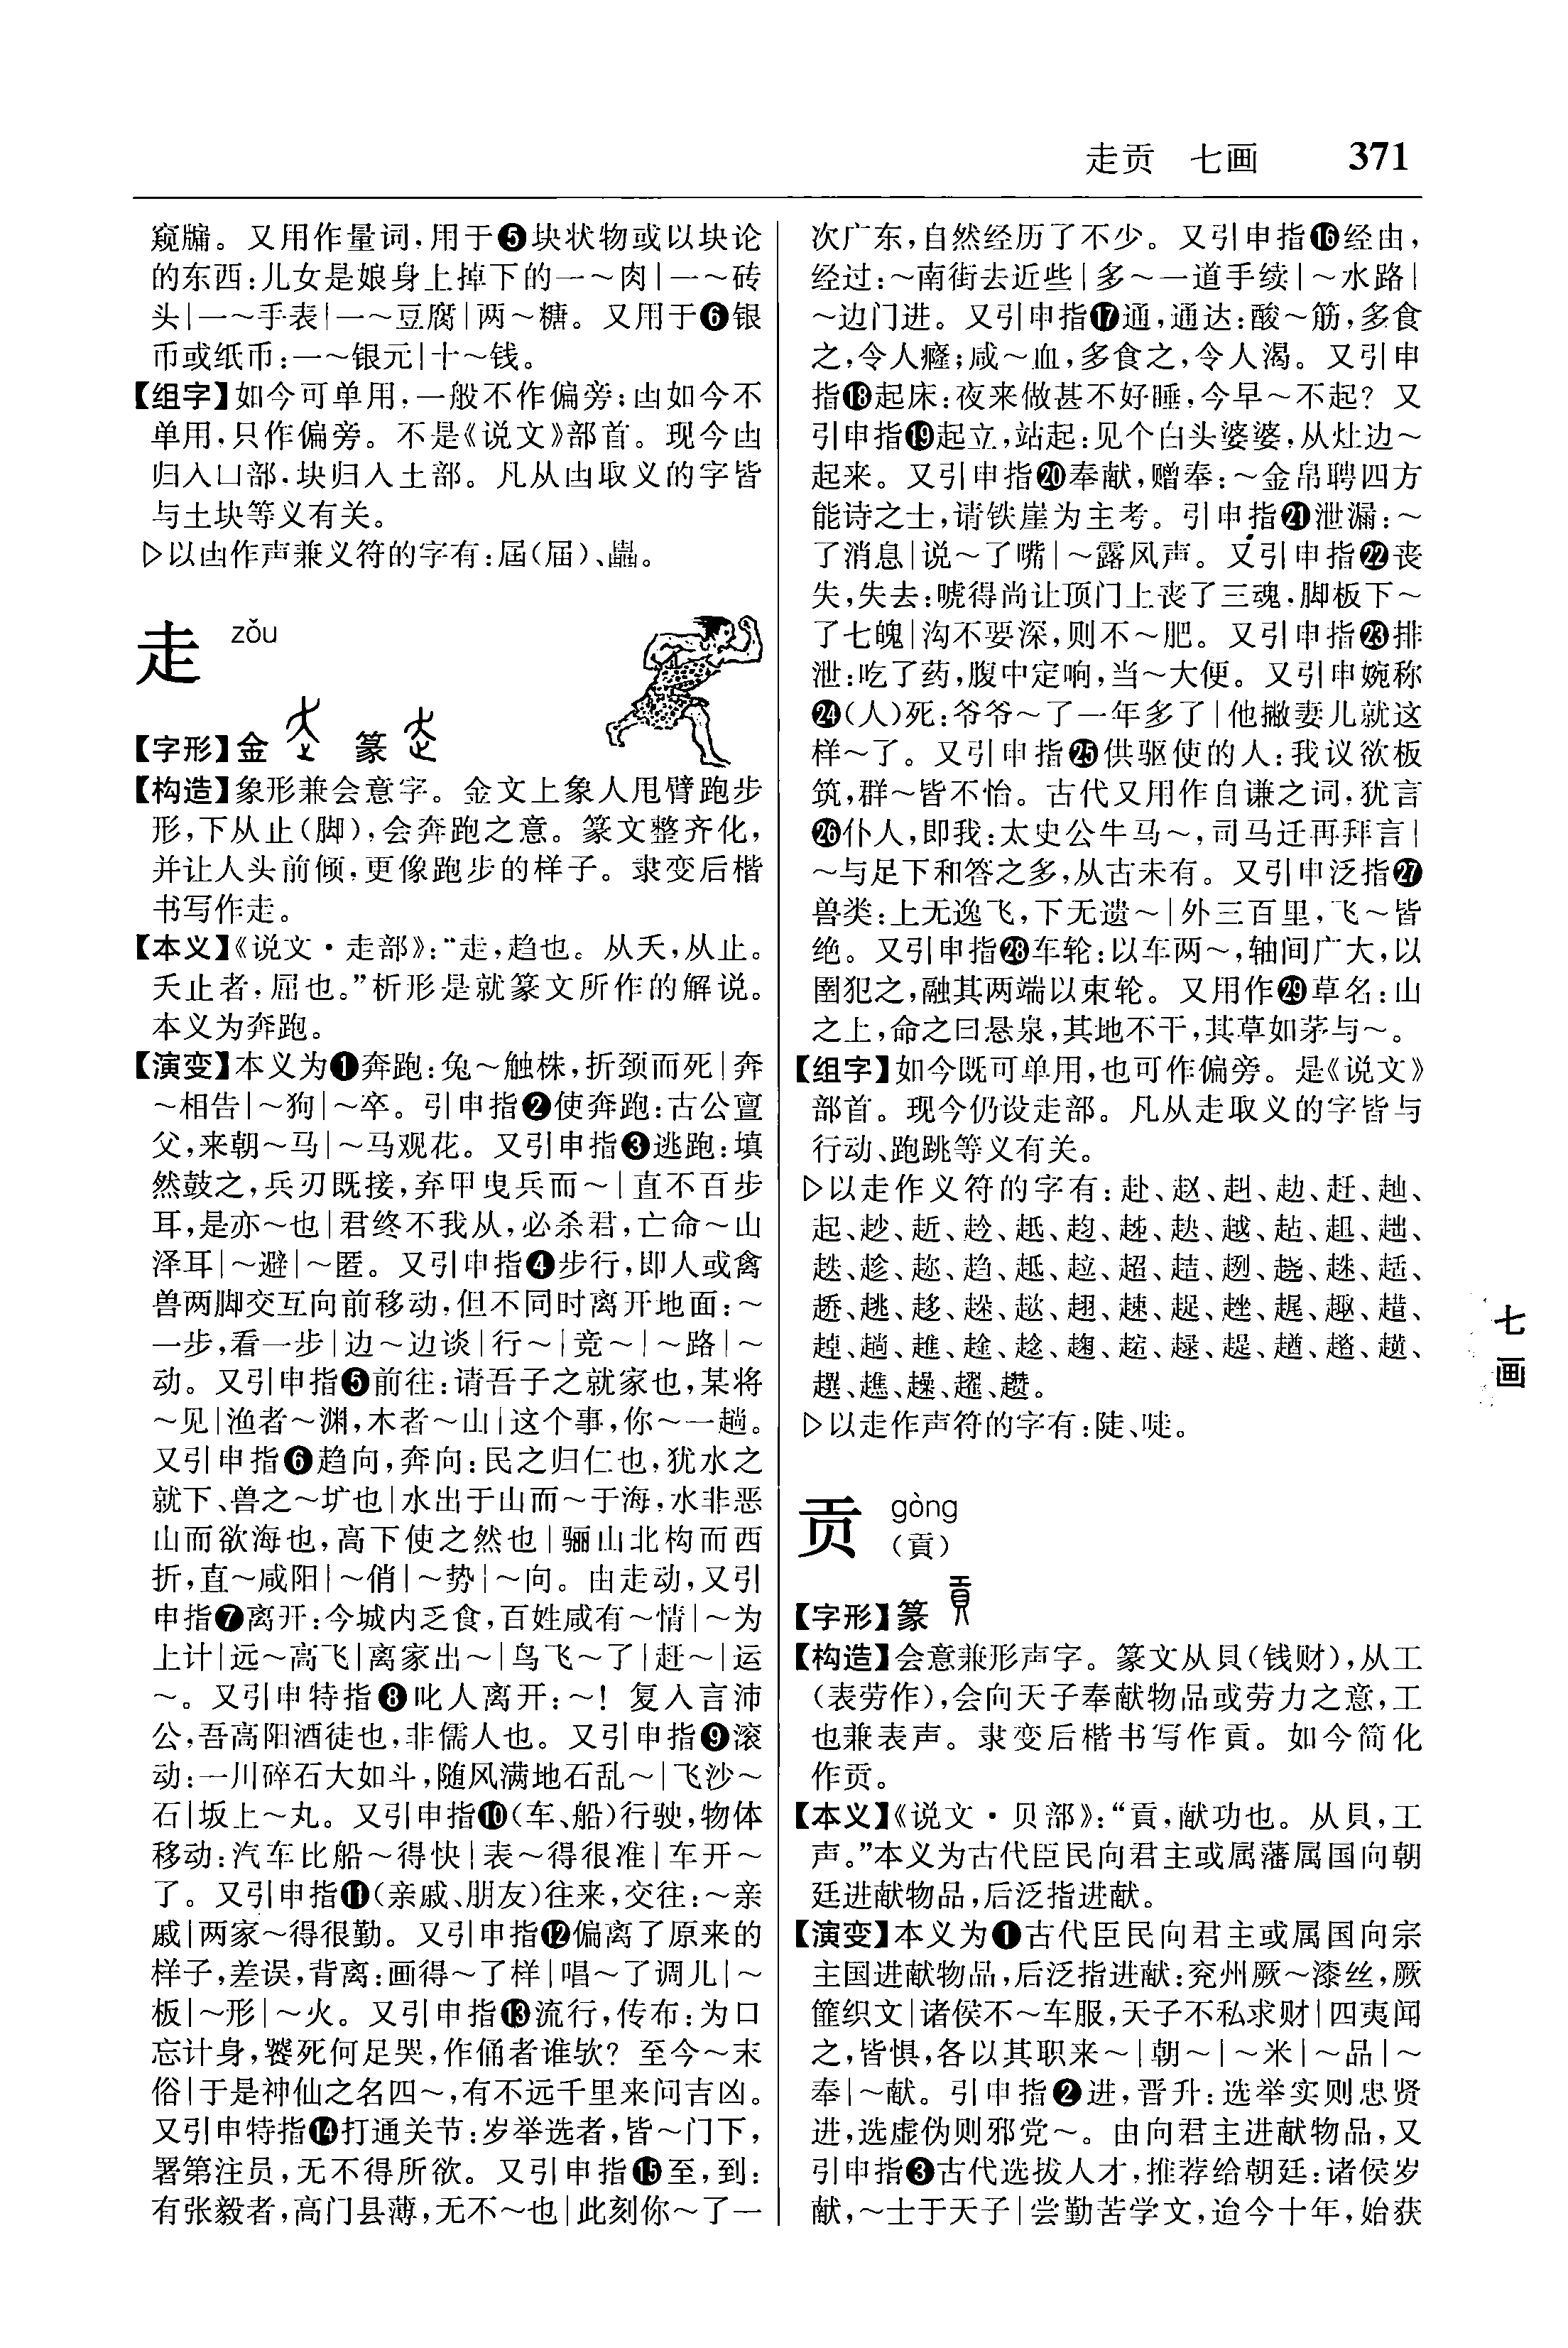 走贡 七画 371
窥牖。又用作量词,用于❺块状物或以块论
的东西:儿女是娘身上掉下的一～肉|一～砖
头|一～手表|一～豆腐|两～糖。又用于❻银
币或纸币:一～银元|十～钱。
【组字】如今可单用,一般不作偏旁;凷如今不
单用,只作偏旁。不是《说文》部首。现今凷
归入凵部,块归入土部。凡从凷取义的字皆
与土块等义有关。
▷以凷作声兼义符的字有:屆(届)、
走 zǒu
【字形】金 篆
【构造】象形兼会意字。金文上象人甩臂跑步
形,下从止(脚),会奔跑之意。篆文整齐化,
并让人头前倾,更像跑步的样子。隶变后楷
书写作走。
【本义】《说文·走部》:“走,趋也。从夭,从止。
夭止者,屈也。”析形是就篆文所作的解说。
本义为奔跑。
【演变】本义为❶奔跑:兔～触株,折颈而死|奔
～相告|～狗|～卒。引申指❷使奔跑:古公亶
父,来朝～马|～马观花。又引申指❸逃跑:填
然鼓之,兵刃既接,弃甲曳兵而～|直不百步
耳,是亦～也|君终不我从,必杀君,亡命～山
泽耳|～避|～匿。又引申指❹步行,即人或禽
兽两脚交互向前移动,但不同时离开地面:～
一步,看一步|边～边谈|行～|竞～|～路|～
动。又引申指❺前往:请吾子之就家也,某将
～见|渔者～渊,木者～山|这个事,你～一趟。
又引申指❻趋向,奔向:民之归仁也,犹水之
就下、兽之～圹也|水出于山而～于海,水非恶
山而欲海也,高下使之然也|骊山北构而西
折,直～咸阳|～俏|～势|～向。由走动,又引
申指❼离开:今城内乏食,百姓咸有～情|～为
上计|远～高飞|离家出～|鸟飞～了|赶～|运
～。又引申特指❽叱人离开:～!复入言沛
公,吾高阳酒徒也,非儒人也。又引申指❾滚
动:一川碎石大如斗,随风满地石乱～|飞沙～
石|坂上～丸。又引申指❿(车、船)行驶,物体
移动:汽车比船～得快|表～得很准|车开～
了。又引申指⓫(亲戚、朋友)往来,交往:～亲
戚|两家～得很勤。又引申指⓬偏离了原来的
样子,差误,背离:画得～了样|唱～了调儿|～
板|～形|～火。又引申指⓭流行,传布:为口
忘计身,饕死何足哭,作俑者谁欤?至今～末
俗|于是神仙之名四～,有不远千里来问吉凶。
又引申特指⓮打通关节:岁举选者,皆～门下,
署第注员,无不得所欲。又引申指⓯至,到:
有张毅者,高门县薄,无不～也|此刻你～了一
次广东,自然经历了不少。又引申指⓰经由,
经过:～南街去近些|多～一道手续|～水路|
～边门进。又引申指⓱通,通达:酸～筋,多食
之,令人癃;咸～血,多食之,令人渴。又引申
指⓲起床:夜来做甚不好睡,今早～不起?又
引申指⓳起立,站起:见个白头婆婆,从灶边～
起来。又引申指⓴奉献,赠奉:～金帛聘四方
能诗之士,请铁崖为主考。引申指㉑泄漏:～
了消息|说～了嘴|～露风声。又引申指㉒丧
失,失去:唬得尚让顶门上丧了三魂,脚板下～
了七魄|沟不要深,则不～肥。又引申指㉓排
泄:吃了药,腹中定响,当～大便。又引申婉称
㉔(人)死:爷爷～了一年多了|他撇妻儿就这
样～了。又引申指㉕供驱使的人:我议欲板
筑,群～皆不怡。古代又用作自谦之词,犹言
㉖仆人,即我:太史公牛马～,司马迁再拜言|
～与足下和答之多,从古未有。又引申泛指㉗
兽类:上无逸飞,下无遗～|外三百里,飞～皆
绝。又引申指㉘车轮:以车两～,轴间广大,以
圉犯之,融其两端以束轮。又用作㉙草名:山
之上,命之曰悬泉,其地不干,其草如茅与～。
【组字】如今既可单用,也可作偏旁。是《说文》
部首。现今仍设走部。凡从走取义的字皆与
行动、跑跳等义有关。
▷以走作义符的字有:赴、赵、赳、赶、
起、越、
趁、趋、超、
趣、
趟、
▷以走作声符的字有:陡、唗。
贡 gòng
(貢)
【字形】篆
【构造】会意兼形声字。篆文从貝(钱财),从工
(表劳作),会向天子奉献物品或劳力之意,工
也兼表声。隶变后楷书写作貢。如今简化
作贡。
【本义】《说文·贝部》:“貢,献功也。从貝,工
声。”本义为古代臣民向君主或属藩属国向朝
廷进献物品,后泛指进献。
【演变】本义为❶古代臣民向君主或属国向宗
主国进献物品,后泛指进献:兖州厥～漆丝,厥
篚织文|诸侯不～车服,天子不私求财|四夷闻
之,皆惧,各以其职来～|朝～|～米|～品|～
奉|～献。引申指❷进,晋升:选举实则忠贤
进,选虚伪则邪党～。由向君主进献物品,又
引申指❸古代选拔人才,推荐给朝廷:诸侯岁
献,～士于天子|尝勤苦学文,迨今十年,始获
七
画